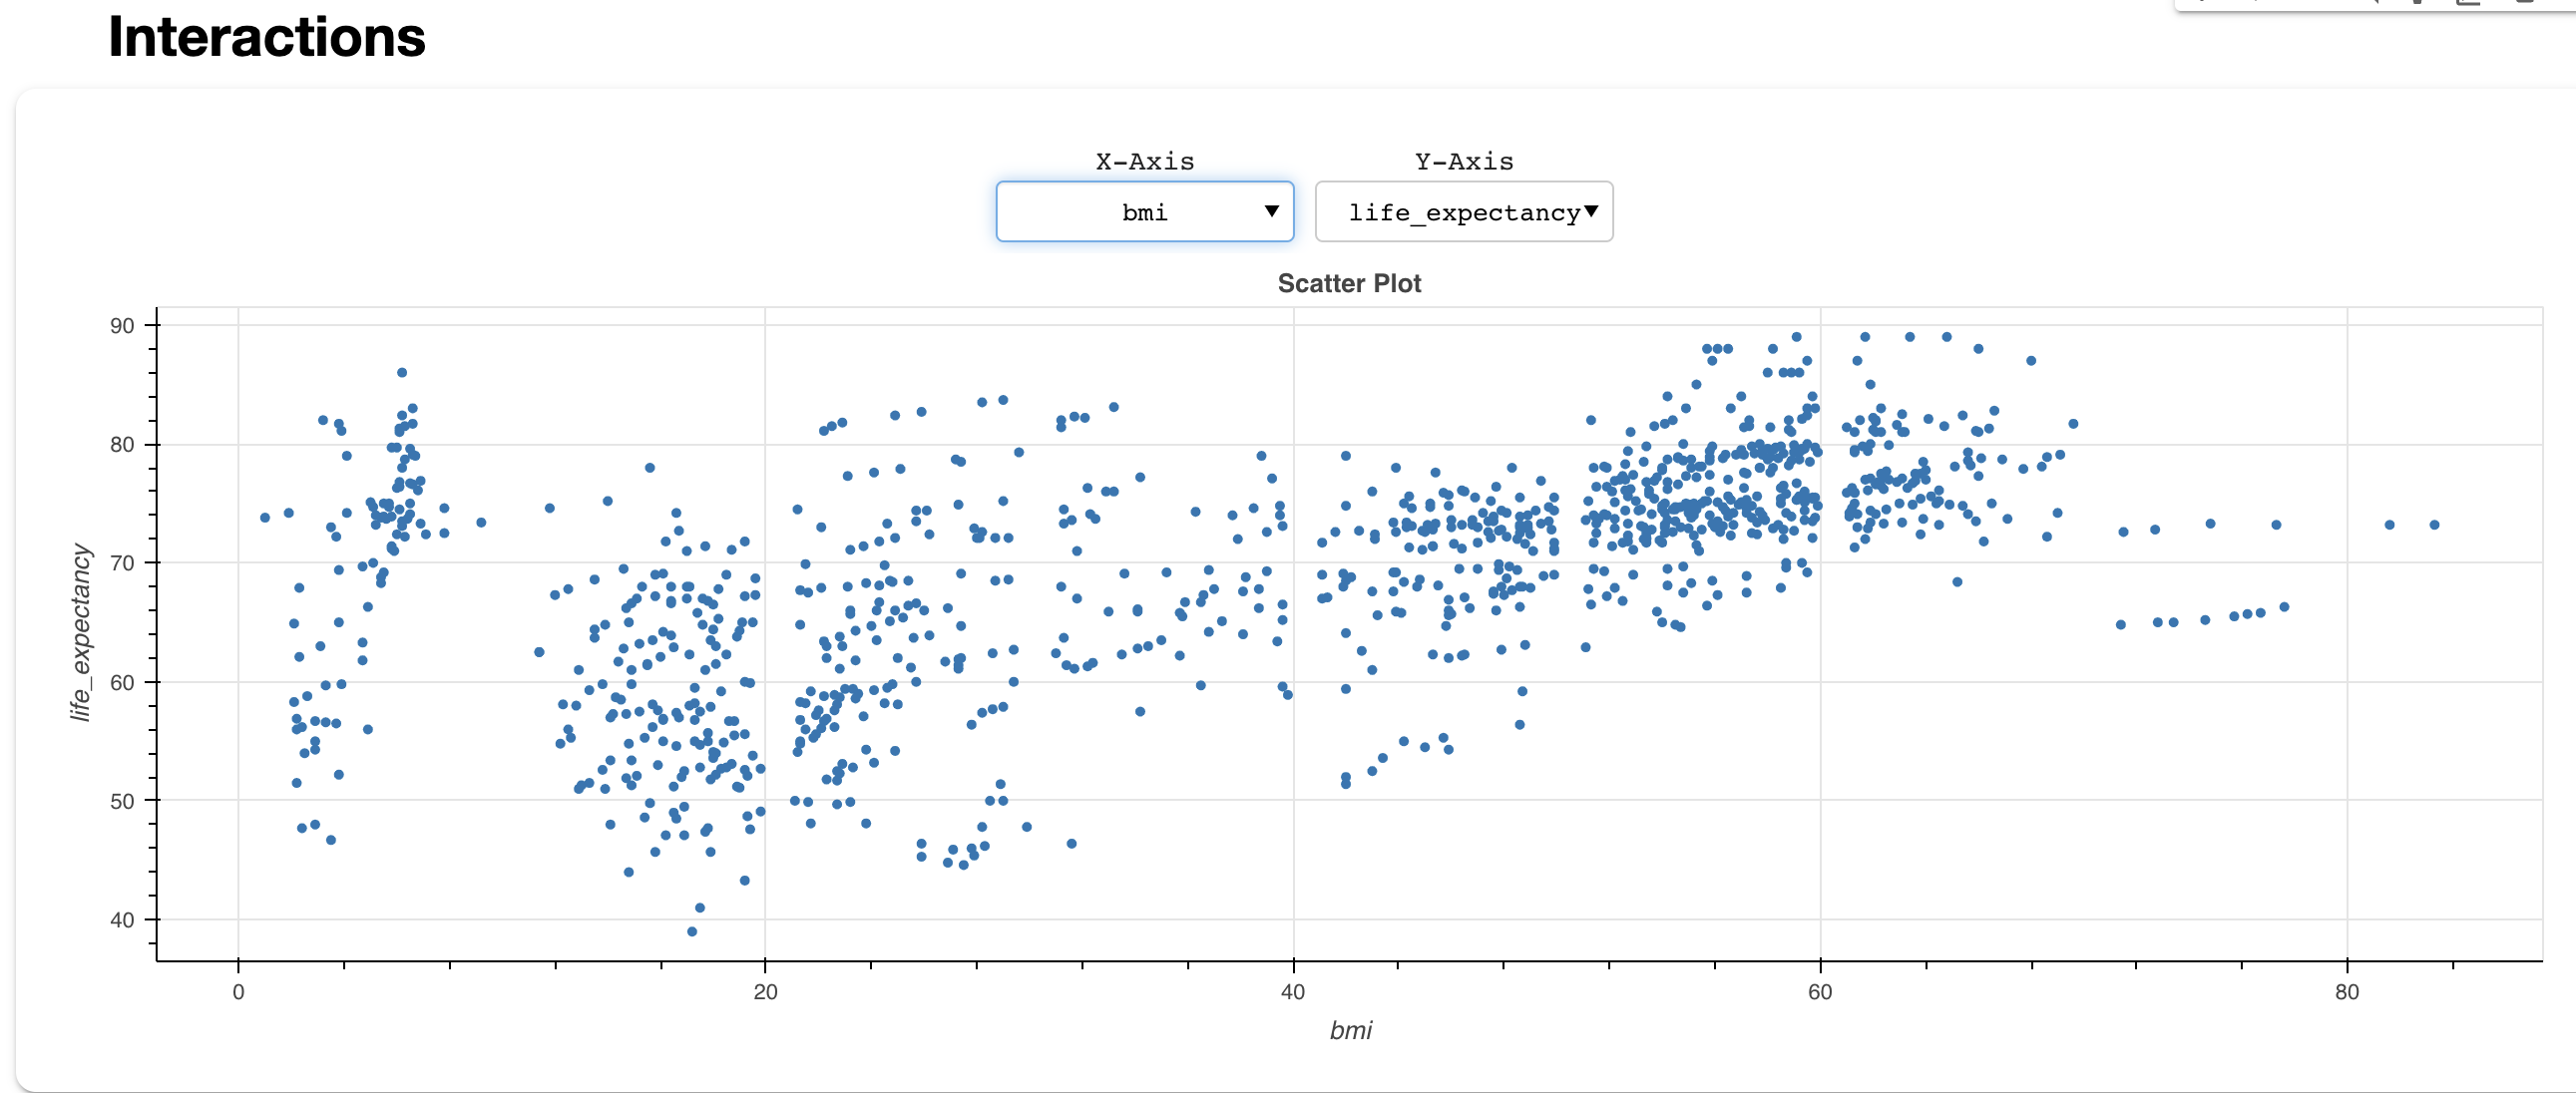 Interactions
X-Axis Y-Axis
bmi life_expectancy
Scatter Plot
90
80
70
60
50
40
life_expectancy
0 20 40 60 80
bmi